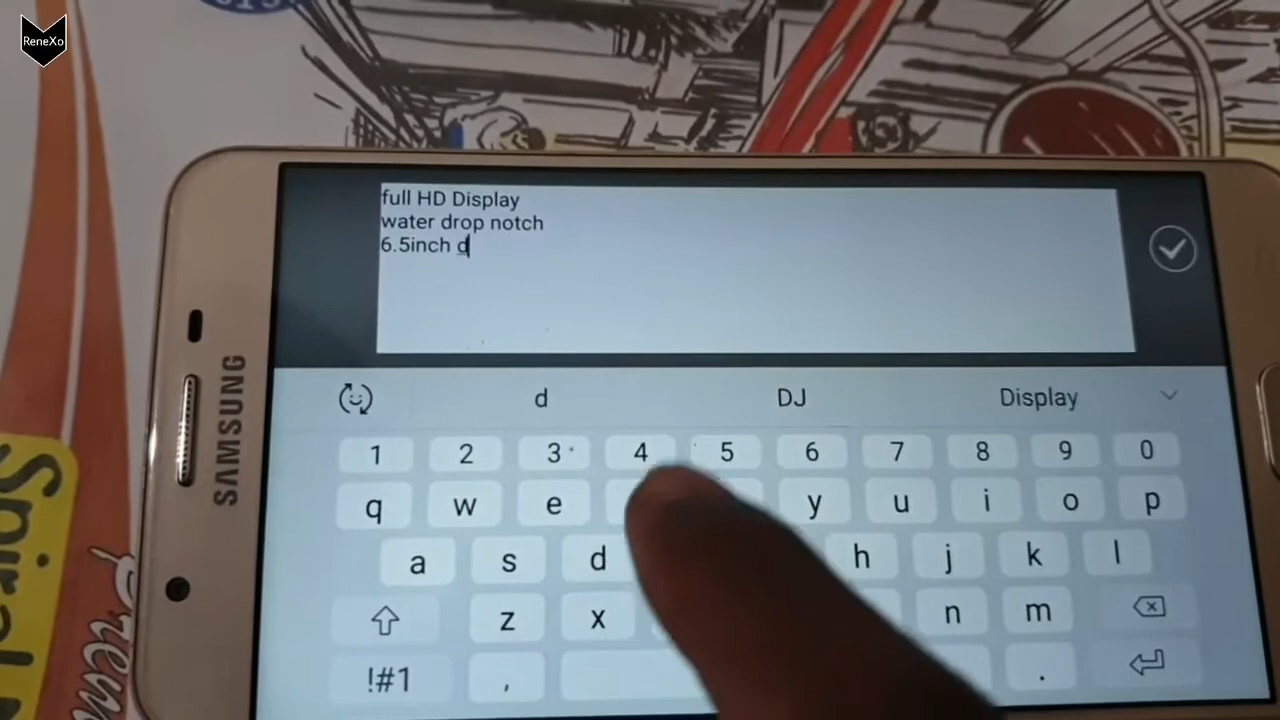 ReneXo
full HD Display
water drop notch
6.5inch d
d DJ Display
1 2 3 4 5 6 7 8 9 0
q w e y u i o p
a s d h j k l
z x n m
!#1 , .
SAMSUNG
Spiral